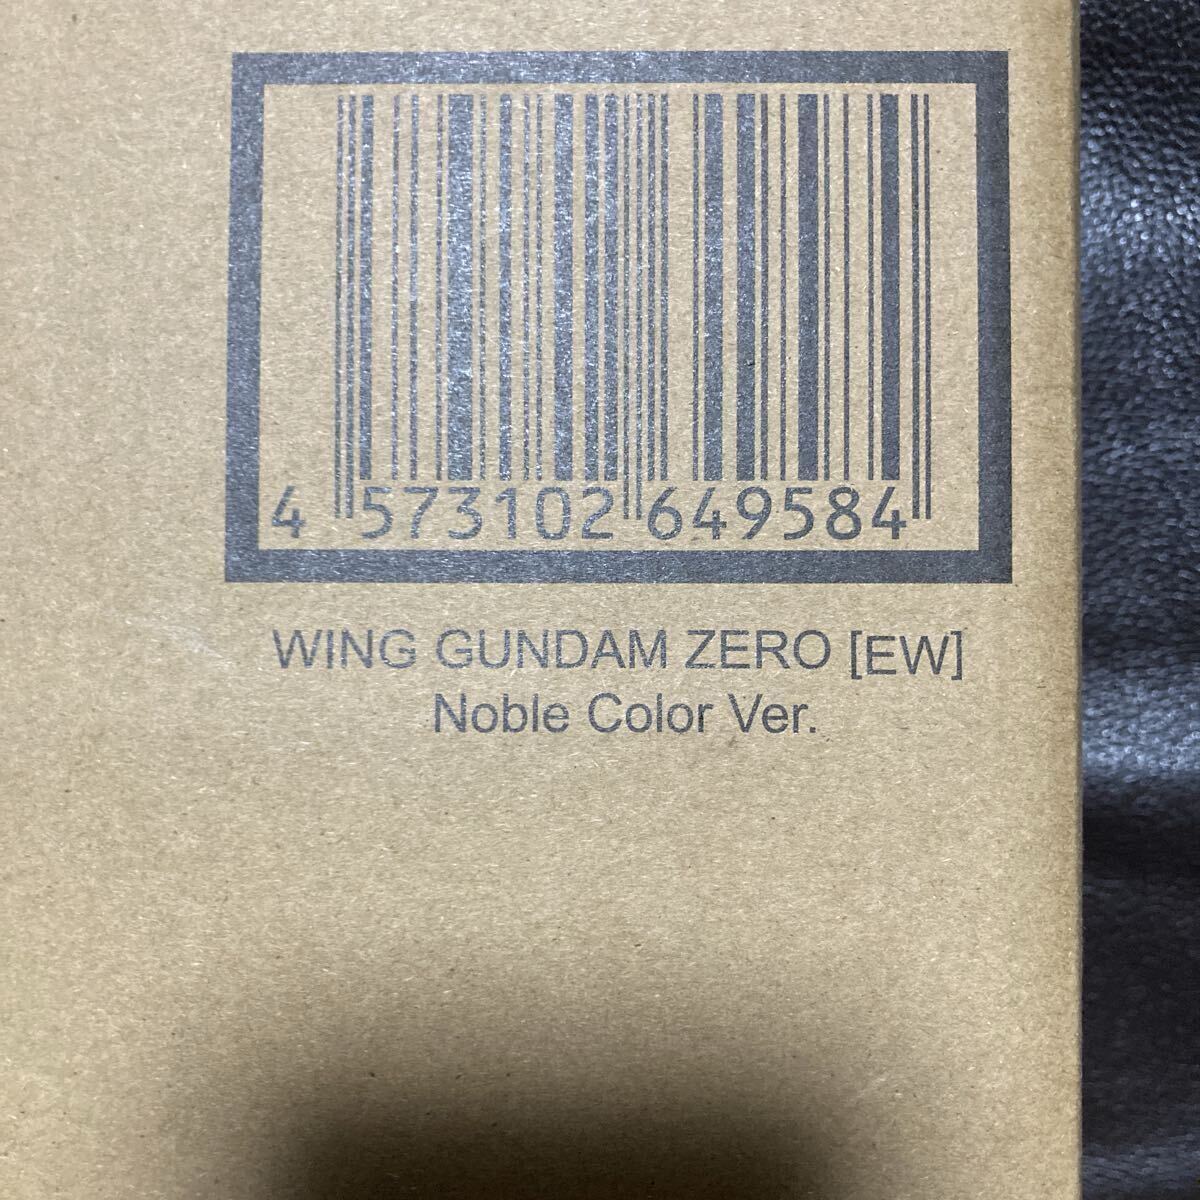 4 573102 649584
WING GUNDAM ZERO [EW]
Noble Color Ver.